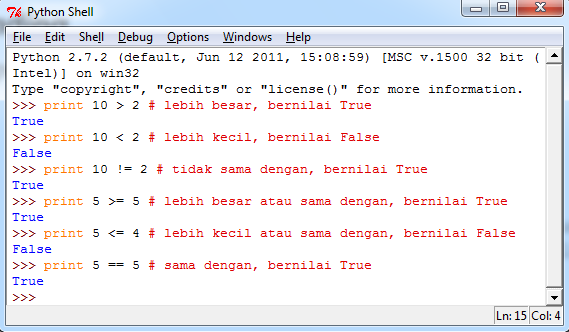 Python Shell
File Edit Shell Debug Options Windows Help
Python 2.7.2 (default, Jun 12 2011, 15:08:59) [MSC v.1500 32 bit (
Intel)] on win32
Type "copyright", "credits" or "license()" for more information.
>>> print 10 > 2 # lebih besar, bernilai True
True
>>> print 10 < 2 # lebih kecil, bernilai False
False
>>> print 10 != 2 # tidak sama dengan, bernilai True
True
>>> print 5 >= 5 # lebih besar atau sama dengan, bernilai True
True
>>> print 5 <= 4 # lebih kecil atau sama dengan, bernilai False
False
>>> print 5 == 5 # sama dengan, bernilai True
True
>>>
Ln: 15 Col: 4